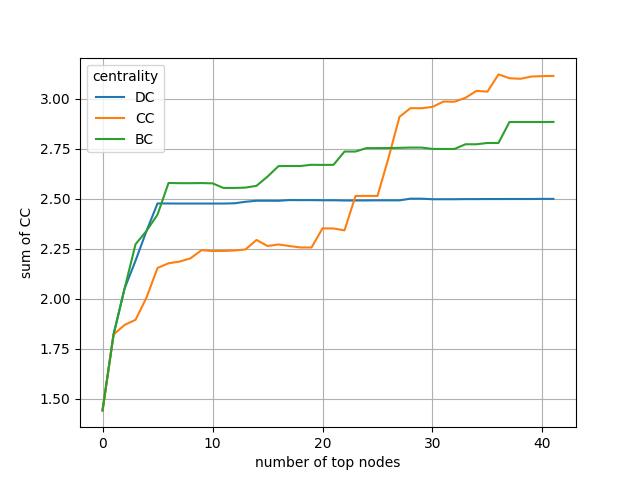 centrality
DC
CC
BC
3.00
2.75
2.50
2.25
2.00
1.75
1.50
sum of CC
0 10 20 30 40
number of top nodes